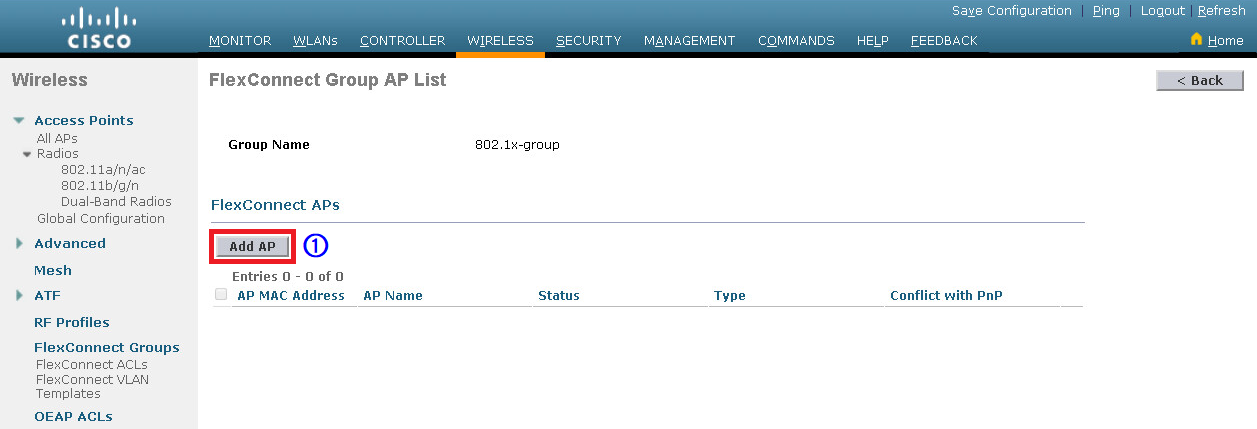 Save Configuration | Ping | Logout | Refresh
CISCO
MONITOR WLANs CONTROLLER WIRELESS SECURITY MANAGEMENT COMMANDS HELP FEEDBACK Home
Wireless
FlexConnect Group AP List
< Back
Access Points
All APs
Radios
802.11a/n/ac
802.11b/g/n
Dual-Band Radios
Global Configuration
Advanced
Mesh
ATF
RF Profiles
FlexConnect Groups
FlexConnect ACLs
FlexConnect VLAN
Templates
OEAP ACLs
Group Name 802.1x-group
FlexConnect APs
Add AP ①
Entries 0 - 0 of 0
AP MAC Address AP Name Status Type Conflict with PnP